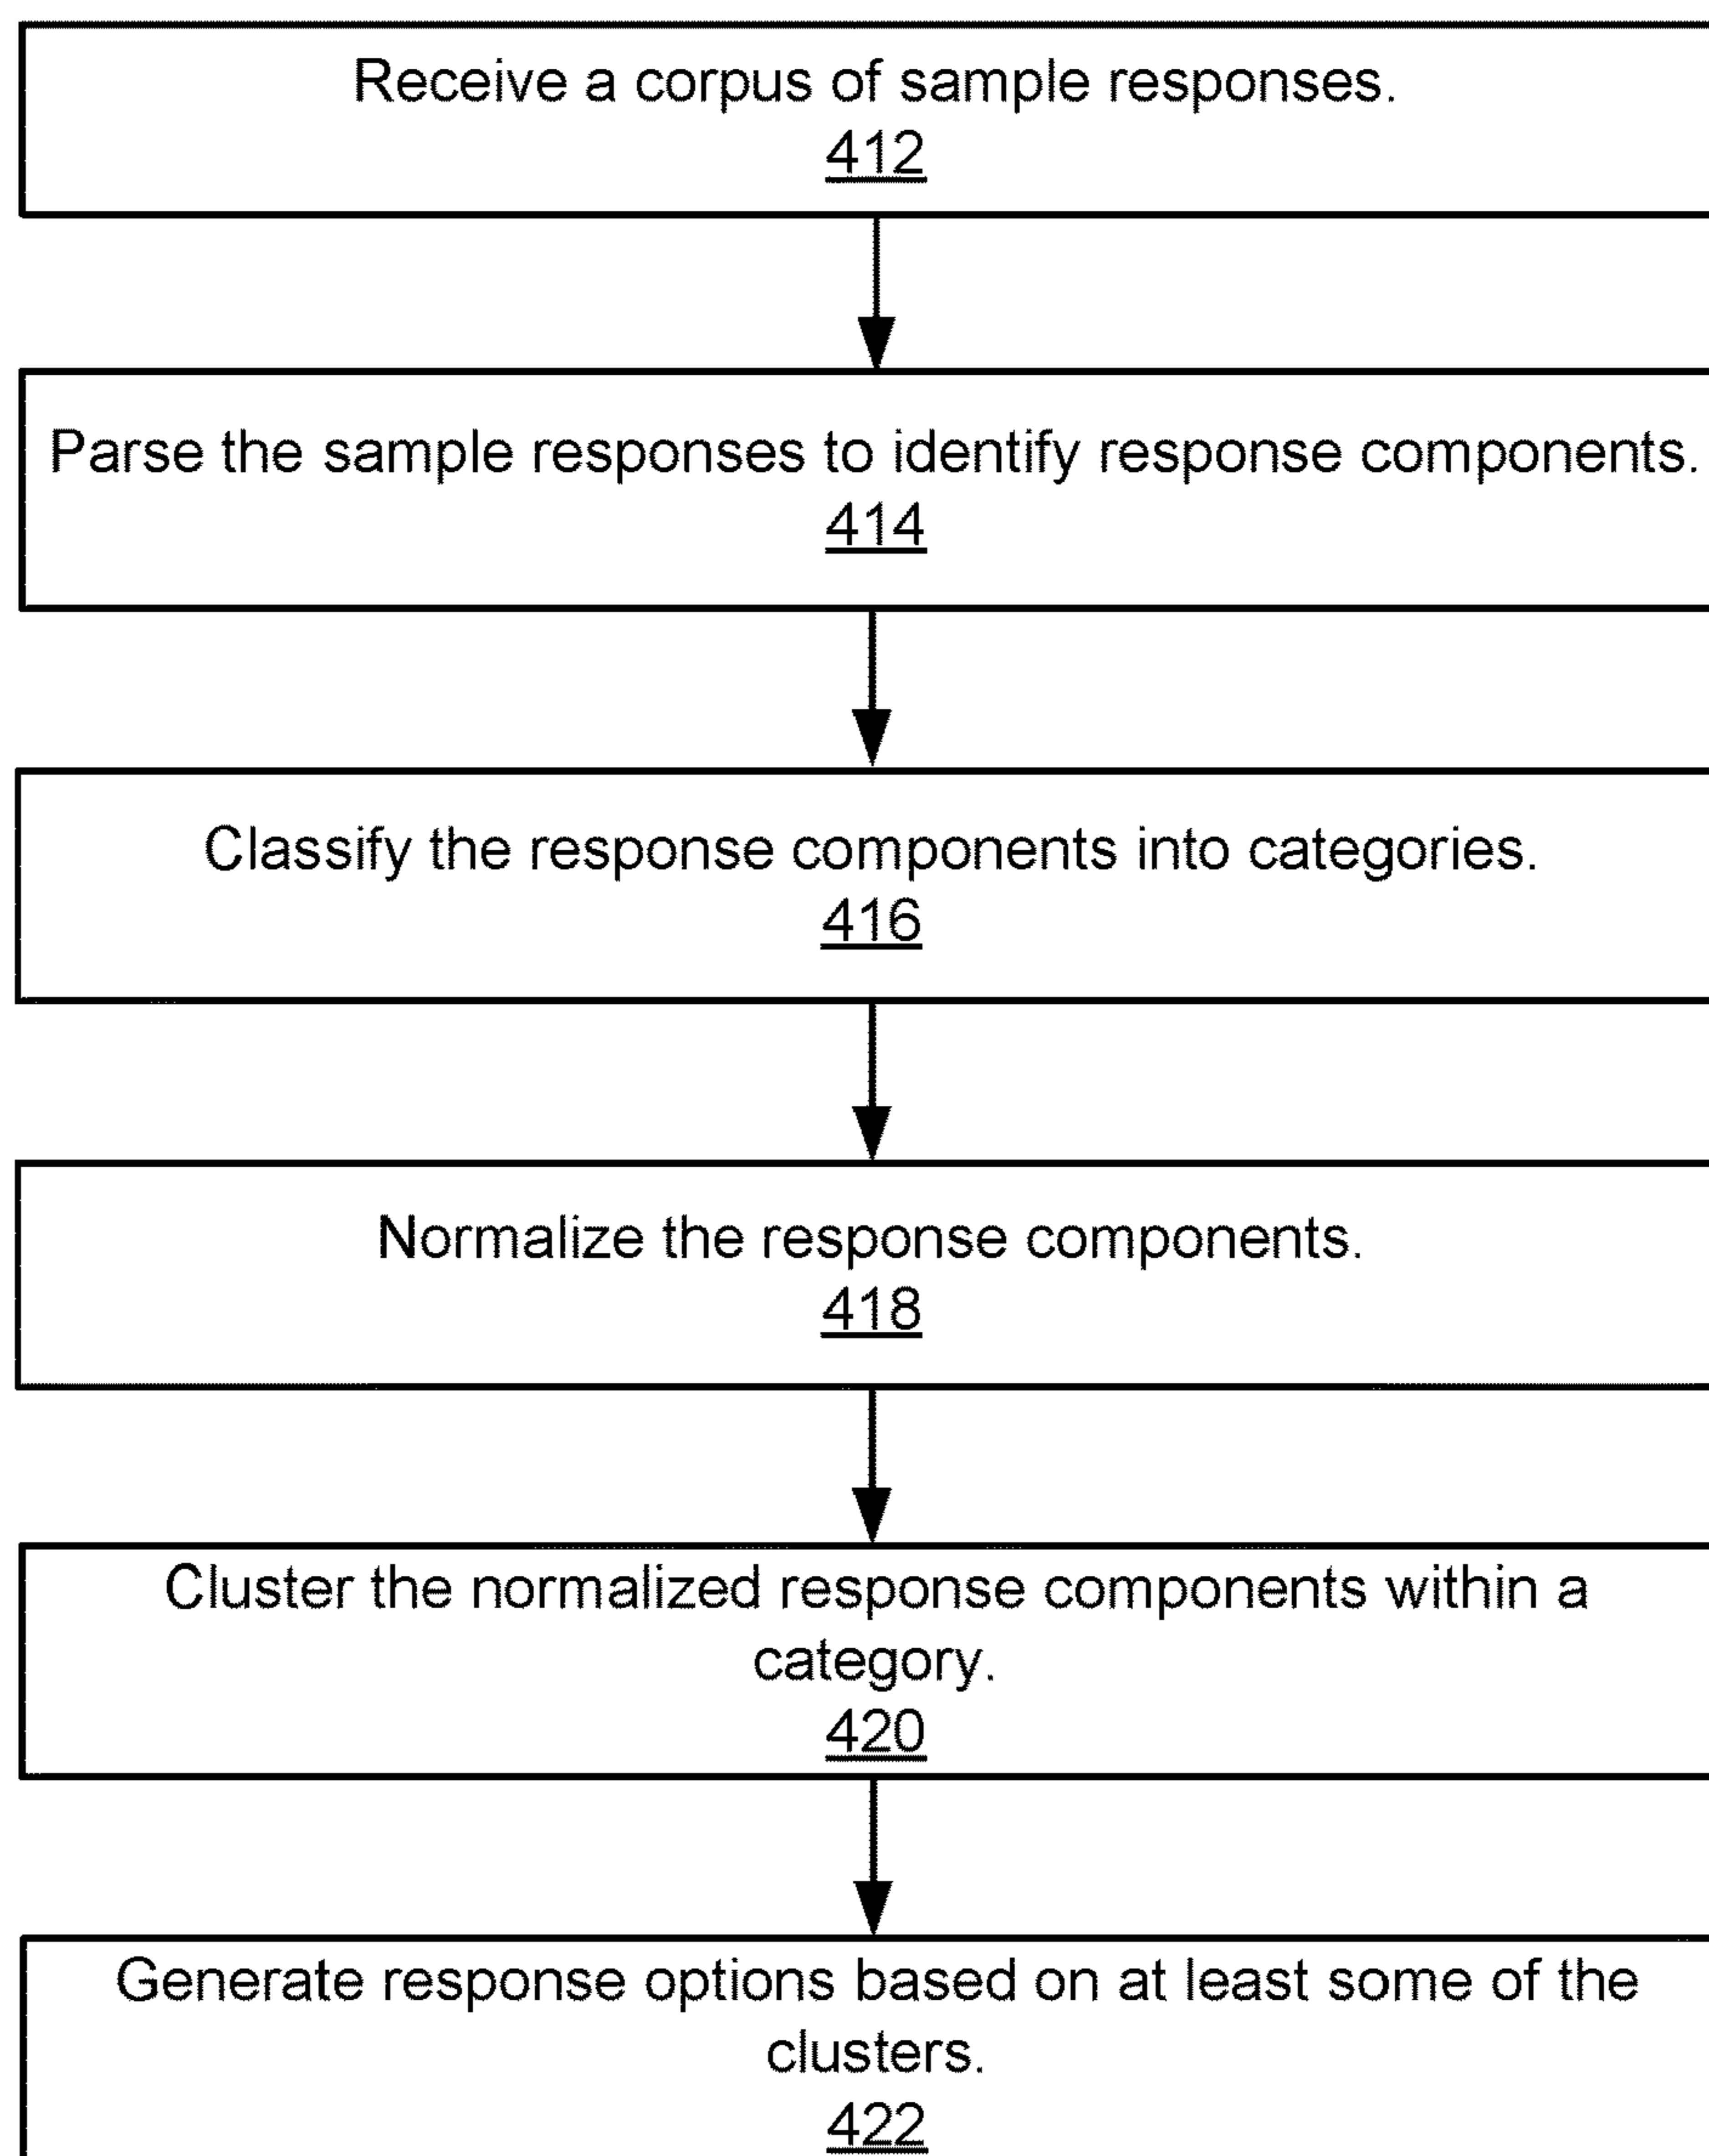 Receive a corpus of sample responses.
412
Parse the sample responses to identify response components.
414
Classify the response components into categories.
416
Normalize the response components.
418
Cluster the normalized response components within a
category.
420
Generate response options based on at least some of the
clusters.
422